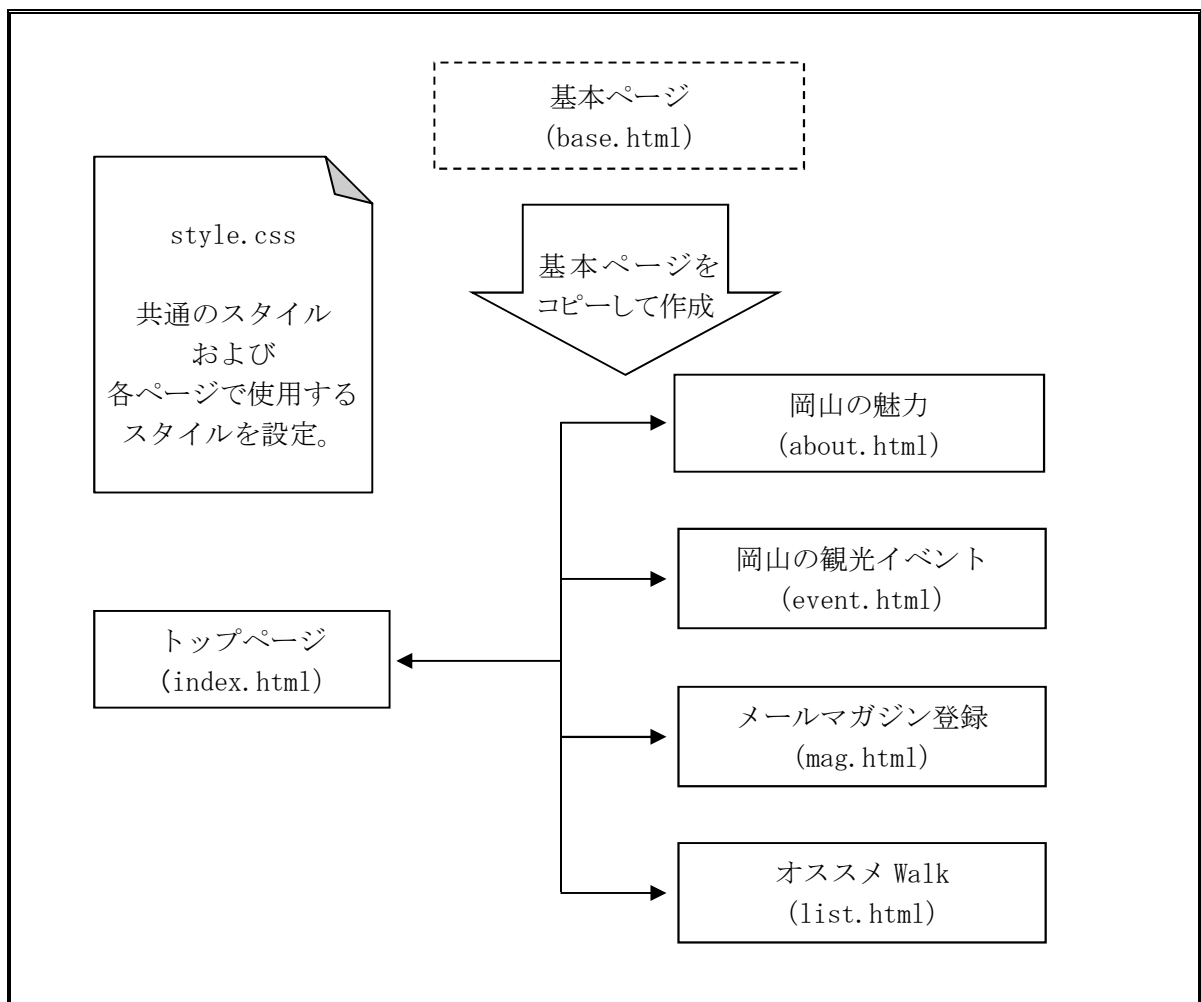 基本ページ
(base.html)
style.css
共通のスタイル
および
各ページで使用する
スタイルを設定。
基本ページを
コピーして作成
岡山の魅力
(about.html)
岡山の観光イベント
(event.html)
トップページ
(index.html)
メールマガジン登録
(mag.html)
オススメ Walk
(list.html)